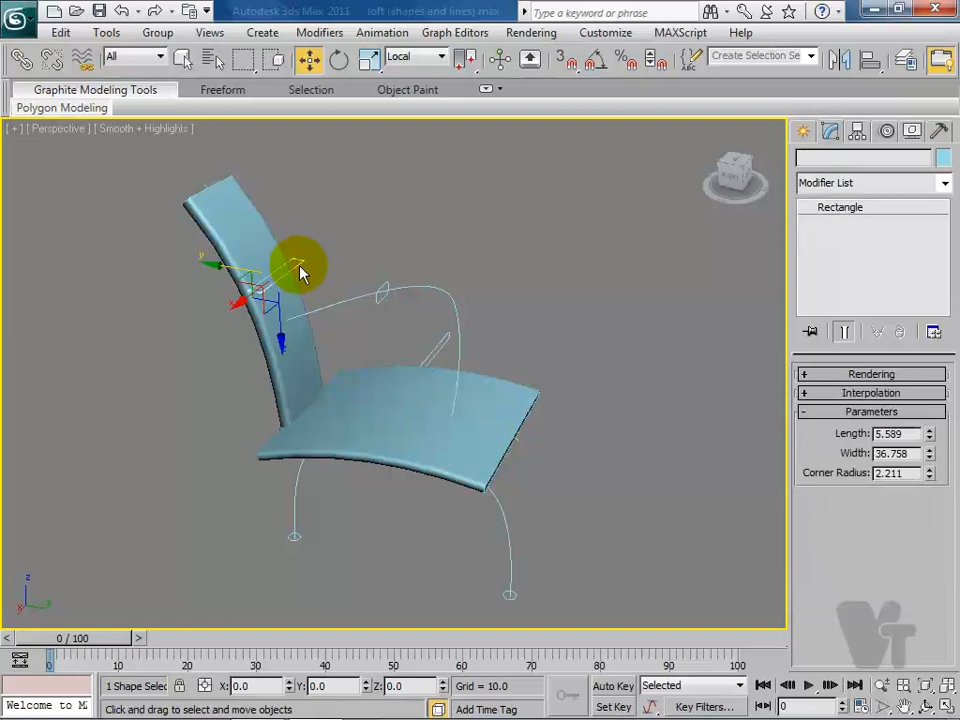 Autodesk 3ds Max 2011 loft (shapes and lines).max
Type a keyword or phrase
Edit Tools Group Views Create Modifiers Animation Graph Editors Rendering Customize MAXScript Help
All
Local
3
Create Selection Se
Graphite Modeling Tools Freeform Selection Object Paint
Polygon Modeling
[ + ] [ Perspective ] [ Smooth + Highlights ]
Modifier List
Rectangle
y
x
z
+ Rendering
+ Interpolation
- Parameters
Length: 5.589
Width: 36.758
Corner Radius: 2.211
z
x y
VT
< 0 / 100 >
0 10 20 30 40 50 60 70 80 90 100
1 Shape Selec X: 0.0 Y: 0.0 Z: 0.0 Grid = 10.0 Auto Key Selected
Welcome to M Click and drag to select and move objects Add Time Tag Set Key Key Filters... 0